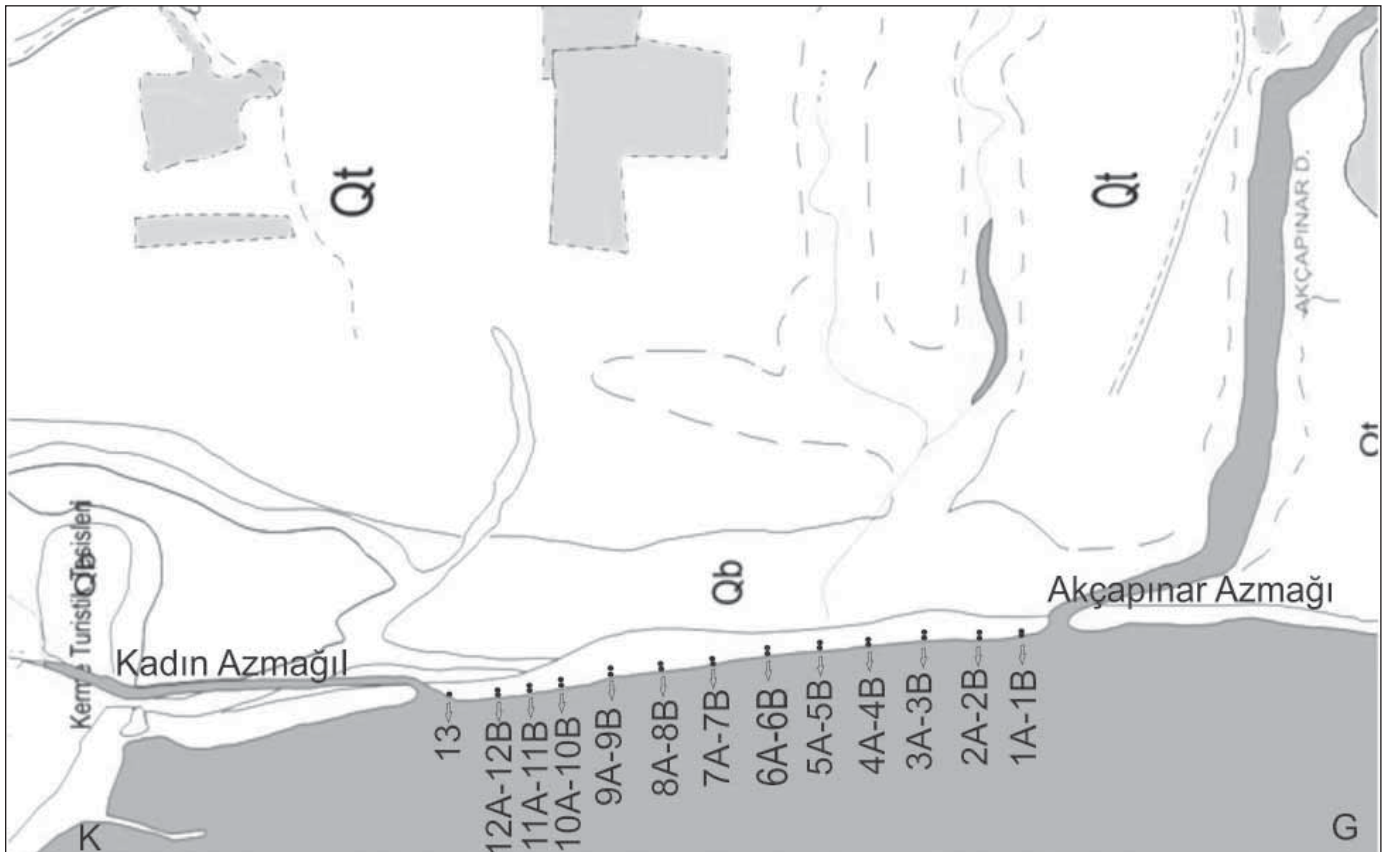 Qt
Qt
AKÇAPINAR D.
Qt
Kerme Turistik Tesisleri
Qb
Qb
Akçapınar Azmağı
Kadın Azmağıl
13
12A-12B
11A-11B
10A-10B
9A-9B
8A-8B
7A-7B
6A-6B
5A-5B
4A-4B
3A-3B
2A-2B
1A-1B
K
G